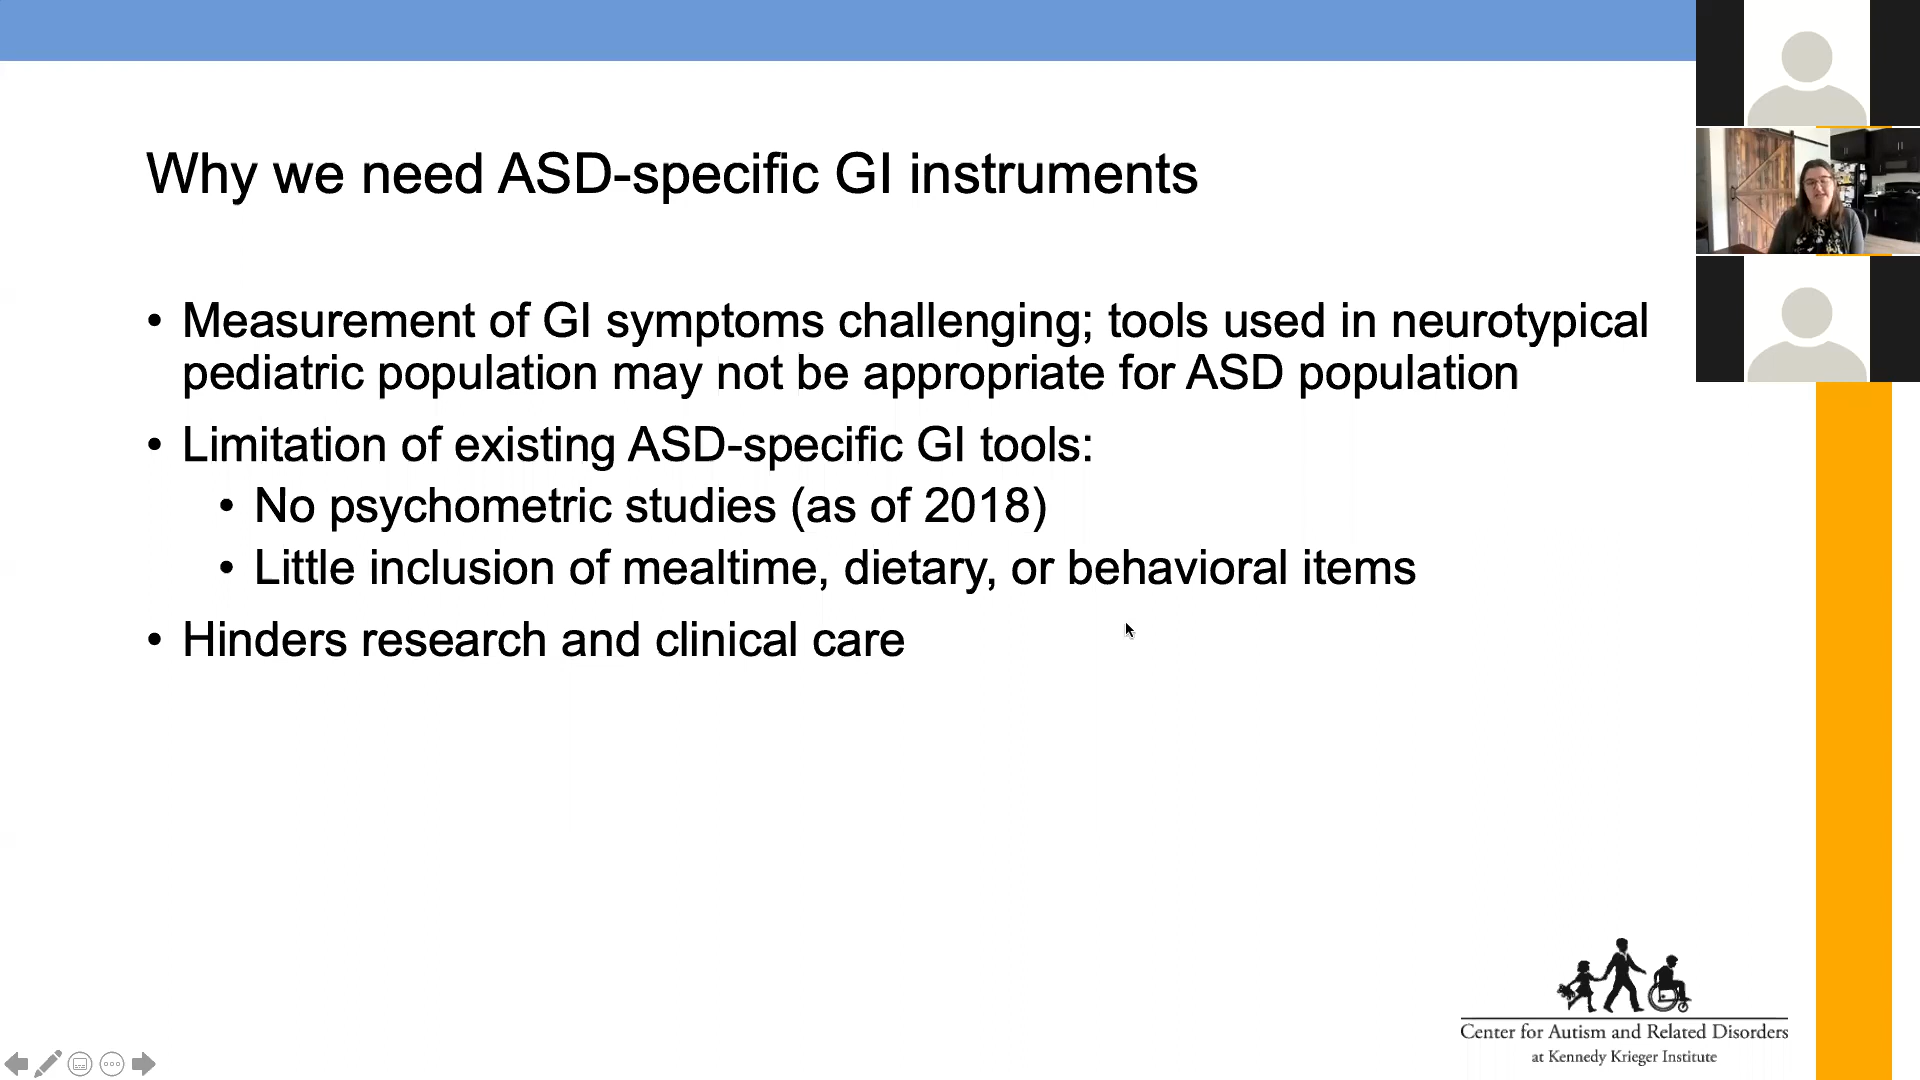 Why we need ASD-specific GI instruments
• Measurement of GI symptoms challenging; tools used in neurotypical
pediatric population may not be appropriate for ASD population
• Limitation of existing ASD-specific GI tools:
• No psychometric studies (as of 2018)
• Little inclusion of mealtime, dietary, or behavioral items
• Hinders research and clinical care
Center for Autism and Related Disorders
at Kennedy Krieger Institute